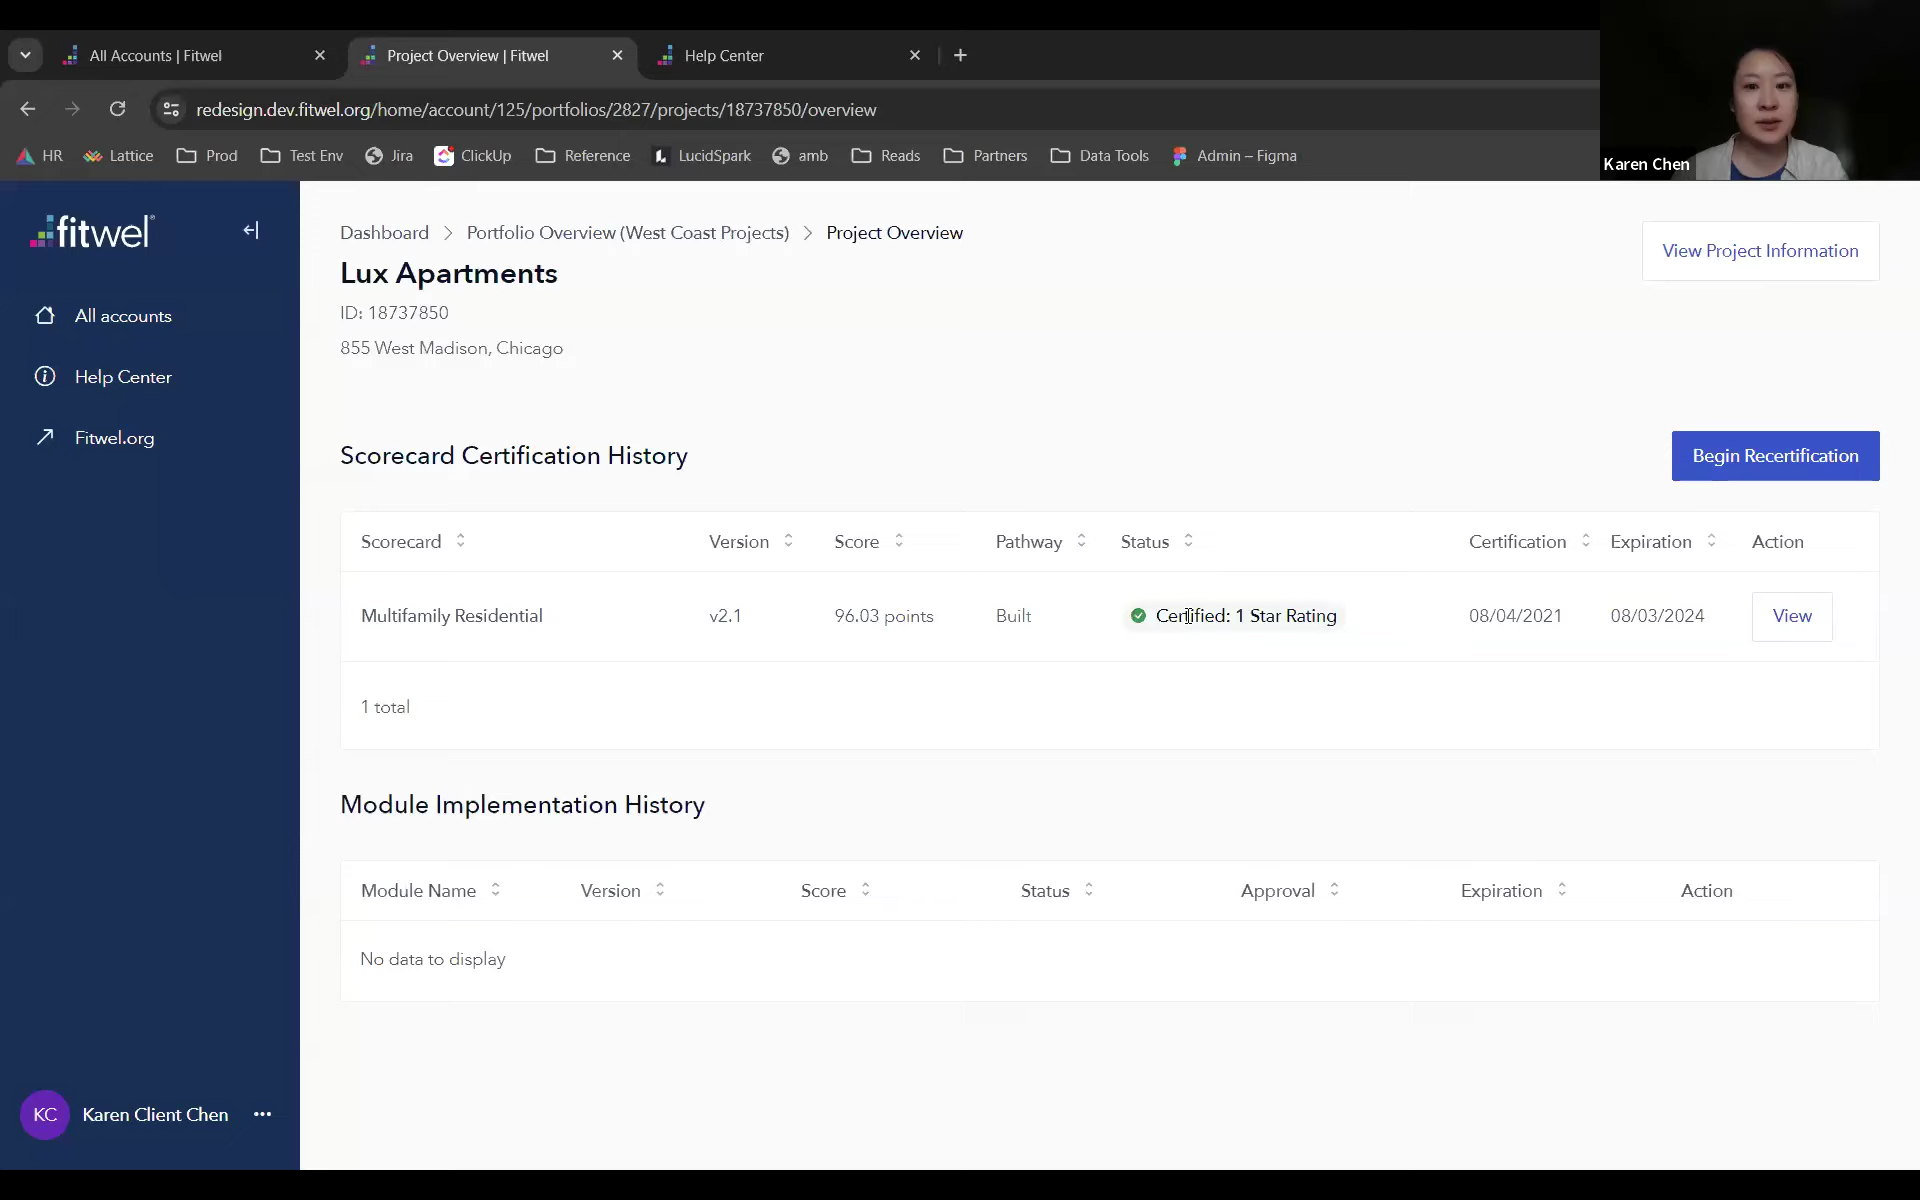 All Accounts | Fitwel
Project Overview | Fitwel
Help Center
redesign.dev.fitwel.org/home/account/125/portfolios/2827/projects/18737850/overview
HR
Lattice
Prod
Test Env
Jira
ClickUp
Reference
LucidSpark
amb
Reads
Partners
Data Tools
Admin – Figma
Karen Chen
fitwel®
All accounts
Help Center
Fitwel.org
KC
Karen Client Chen
Dashboard > Portfolio Overview (West Coast Projects) > Project Overview
Lux Apartments
ID: 18737850
855 West Madison, Chicago
View Project Information
Scorecard Certification History
Begin Recertification
Scorecard Version Score Pathway Status Certification Expiration Action
Multifamily Residential v2.1 96.03 points Built Certified: 1 Star Rating 08/04/2021 08/03/2024 View
1 total
Module Implementation History
Module Name Version Score Status Approval Expiration Action
No data to display